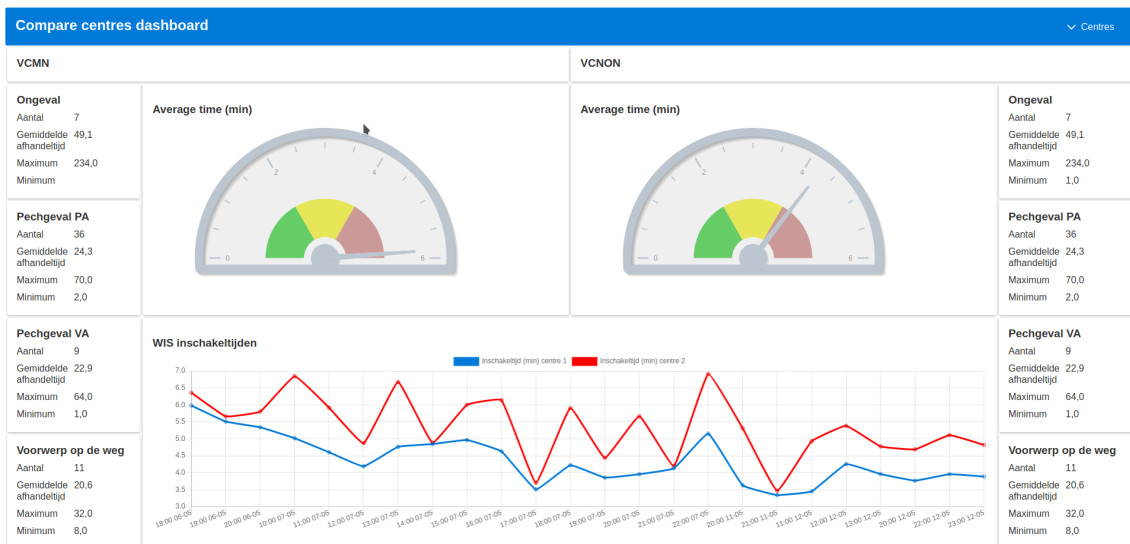 Compare centres dashboard
Centres
VCMN
VCNON
Ongeval
Aantal 7
Gemiddelde afhandeltijd 49,1
Maximum 234,0
Minimum
Pechgeval PA
Aantal 36
Gemiddelde afhandeltijd 24,3
Maximum 70,0
Minimum 2,0
Pechgeval VA
Aantal 9
Gemiddelde afhandeltijd 22,9
Maximum 64,0
Minimum 1,0
Voorwerp op de weg
Aantal 11
Gemiddelde afhandeltijd 20,6
Maximum 32,0
Minimum 8,0
Average time (min)
0 2 4 6
Average time (min)
0 2 4 6
WIS inschakeltijden
Inschakeltijd (min) centre 1 Inschakeltijd (min) centre 2
7.0
6.5
6.0
5.5
5.0
4.5
4.0
3.5
3.0
18:00 06-05 19:00 06-05 20:00 06-05 10:00 07-05 11:00 07-05 12:00 07-05 13:00 07-05 14:00 07-05 15:00 07-05 16:00 07-05 17:00 07-05 18:00 07-05 19:00 07-05 20:00 07-05 21:00 07-05 22:00 07-05 20:00 11-05 21:00 11-05 11:00 12-05 12:00 12-05 13:00 12-05 20:00 12-05 22:00 12-05 23:00 12-05
Ongeval
Aantal 7
Gemiddelde afhandeltijd 49,1
Maximum 234,0
Minimum 1,0
Pechgeval PA
Aantal 36
Gemiddelde afhandeltijd 24,3
Maximum 70,0
Minimum 2,0
Pechgeval VA
Aantal 9
Gemiddelde afhandeltijd 22,9
Maximum 64,0
Minimum 1,0
Voorwerp op de weg
Aantal 11
Gemiddelde afhandeltijd 20,6
Maximum 32,0
Minimum 8,0